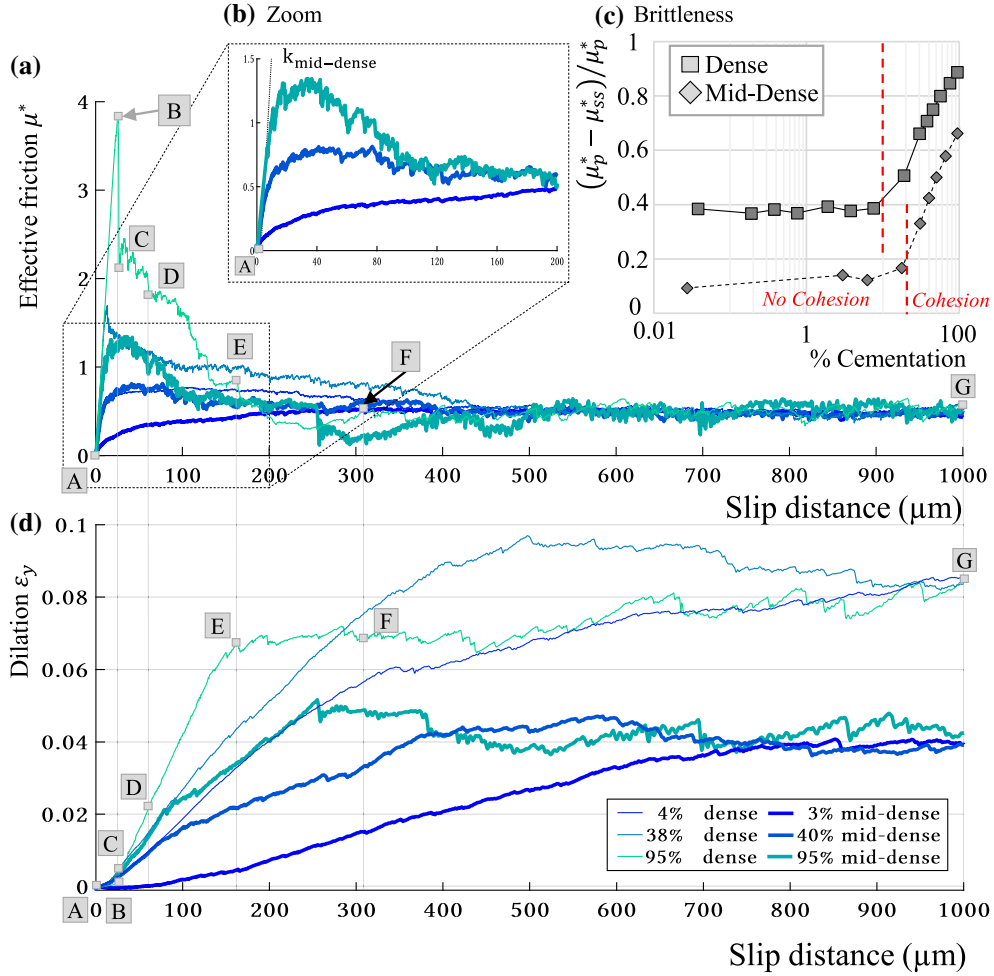 (b) Zoom
(c) Brittleness
(a)
k_mid−dense
1.5
1
0.5
0
A
40
80
120
160
200
(μ*p − μ*ss)/μ*p
Dense
Mid-Dense
1
0.8
0.6
0.4
0.2
0
No Cohesion
Cohesion
0.01
1
100
% Cementation
Effective friction μ*
4
3
2
1
0
B
C
D
E
F
G
A
0
100
200
300
400
500
600
700
800
900
1000
Slip distance (μm)
(d)
Dilation εy
0.1
0.08
0.06
0.04
0.02
0
E
F
G
D
C
A
B
4% dense
38% dense
95% dense
3% mid-dense
40% mid-dense
95% mid-dense
0
100
200
300
400
500
600
700
800
900
1000
Slip distance (μm)